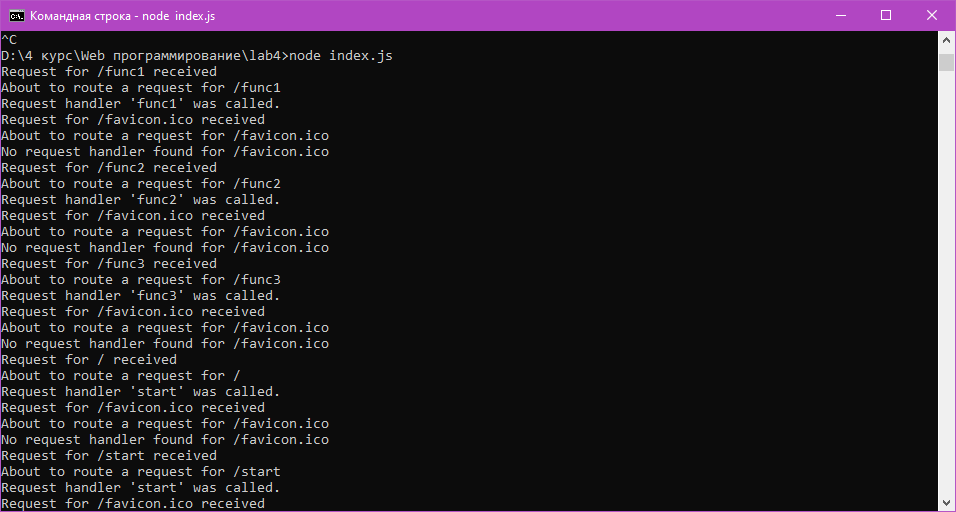 Командная строка - node index.js
^C
D:\4 курс\Web программирование\lab4>node index.js
Request for /func1 received
About to route a request for /func1
Request handler 'func1' was called.
Request for /favicon.ico received
About to route a request for /favicon.ico
No request handler found for /favicon.ico
Request for /func2 received
About to route a request for /func2
Request handler 'func2' was called.
Request for /favicon.ico received
About to route a request for /favicon.ico
No request handler found for /favicon.ico
Request for /func3 received
About to route a request for /func3
Request handler 'func3' was called.
Request for /favicon.ico received
About to route a request for /favicon.ico
No request handler found for /favicon.ico
Request for / received
About to route a request for /
Request handler 'start' was called.
Request for /favicon.ico received
About to route a request for /favicon.ico
No request handler found for /favicon.ico
Request for /start received
About to route a request for /start
Request handler 'start' was called.
Request for /favicon.ico received